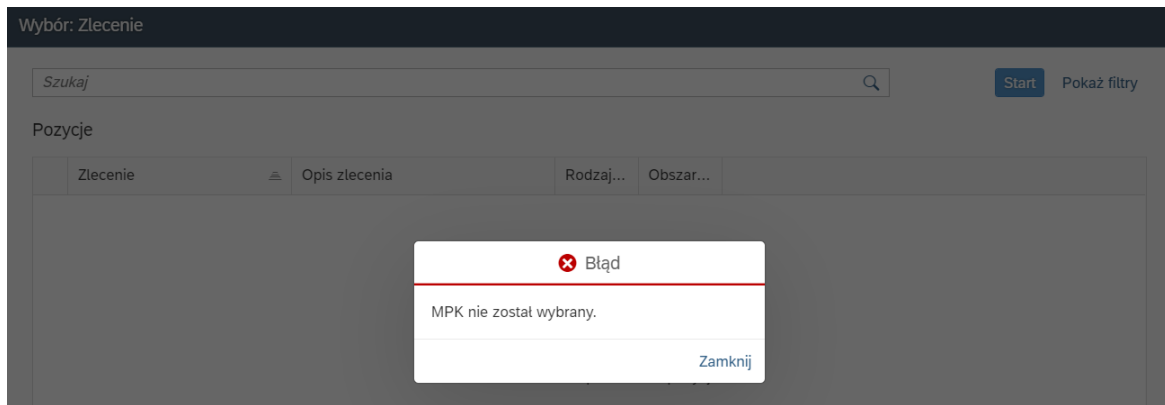 Wybór: Zlecenie
Szukaj
Start
Pokaż filtry
Pozycje
Zlecenie
Opis zlecenia
Rodzaj...
Obszar...
Błąd
MPK nie został wybrany.
Zamknij